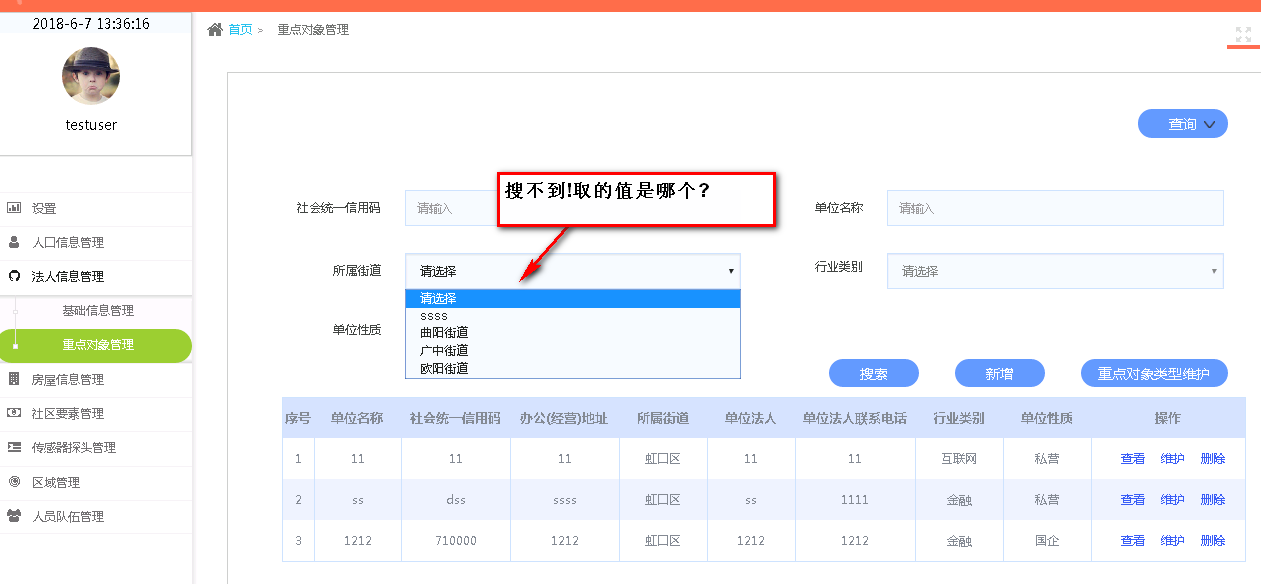 2018-6-7 13:36:16
testuser
首页 > 重点对象管理
查询
设置
人口信息管理
法人信息管理
基础信息管理
重点对象管理
房屋信息管理
社区要素管理
传感器探头管理
区域管理
人员队伍管理
搜不到!取的值是哪个?
社会统一信用码 请输入 单位名称 请输入
所属街道 请选择 行业类别 请选择
请选择
ssss
单位性质
曲阳街道
广中街道
欧阳街道
搜索 新增 重点对象类型维护
序号 单位名称 社会统一信用码 办公(经营)地址 所属街道 单位法人 单位法人联系电话 行业类别 单位性质 操作
1 11 11 11 虹口区 11 11 互联网 私营 查看 维护 删除
2 ss dss ssss 虹口区 ss 1111 金融 私营 查看 维护 删除
3 1212 710000 1212 虹口区 1212 1212 金融 国企 查看 维护 删除